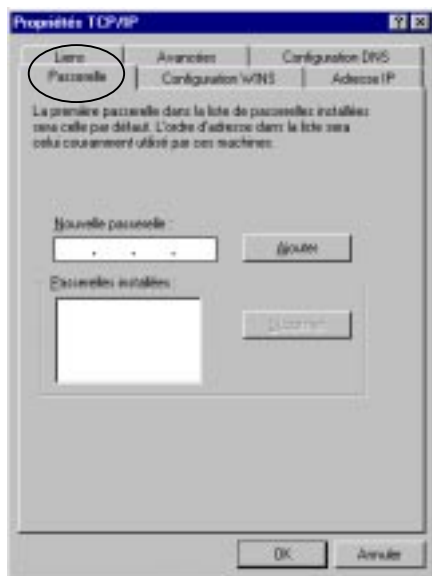 Propriétés TCP/IP
Liens Avancées Configuration DNS
Passerelle Configuration WINS Adresse IP
La première passerelle dans la liste de passerelles installées
sera celle par défaut. L'ordre d'adresse dans la liste sera
celui couramment utilisé par ces machines.
Nouvelle passerelle :
. . .
Ajouter
Passerelles installées :
Supprimer
OK Annuler